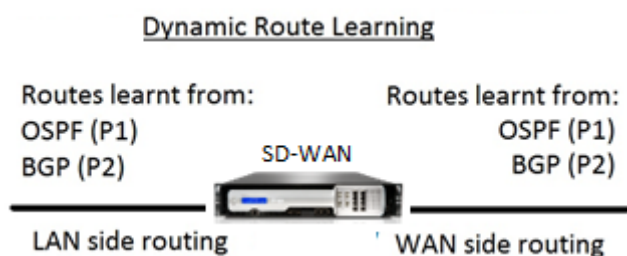 Dynamic Route Learning
Routes learnt from:
OSPF (P1)
BGP (P2)
Routes learnt from:
OSPF (P1)
BGP (P2)
SD-WAN
LAN side routing
WAN side routing